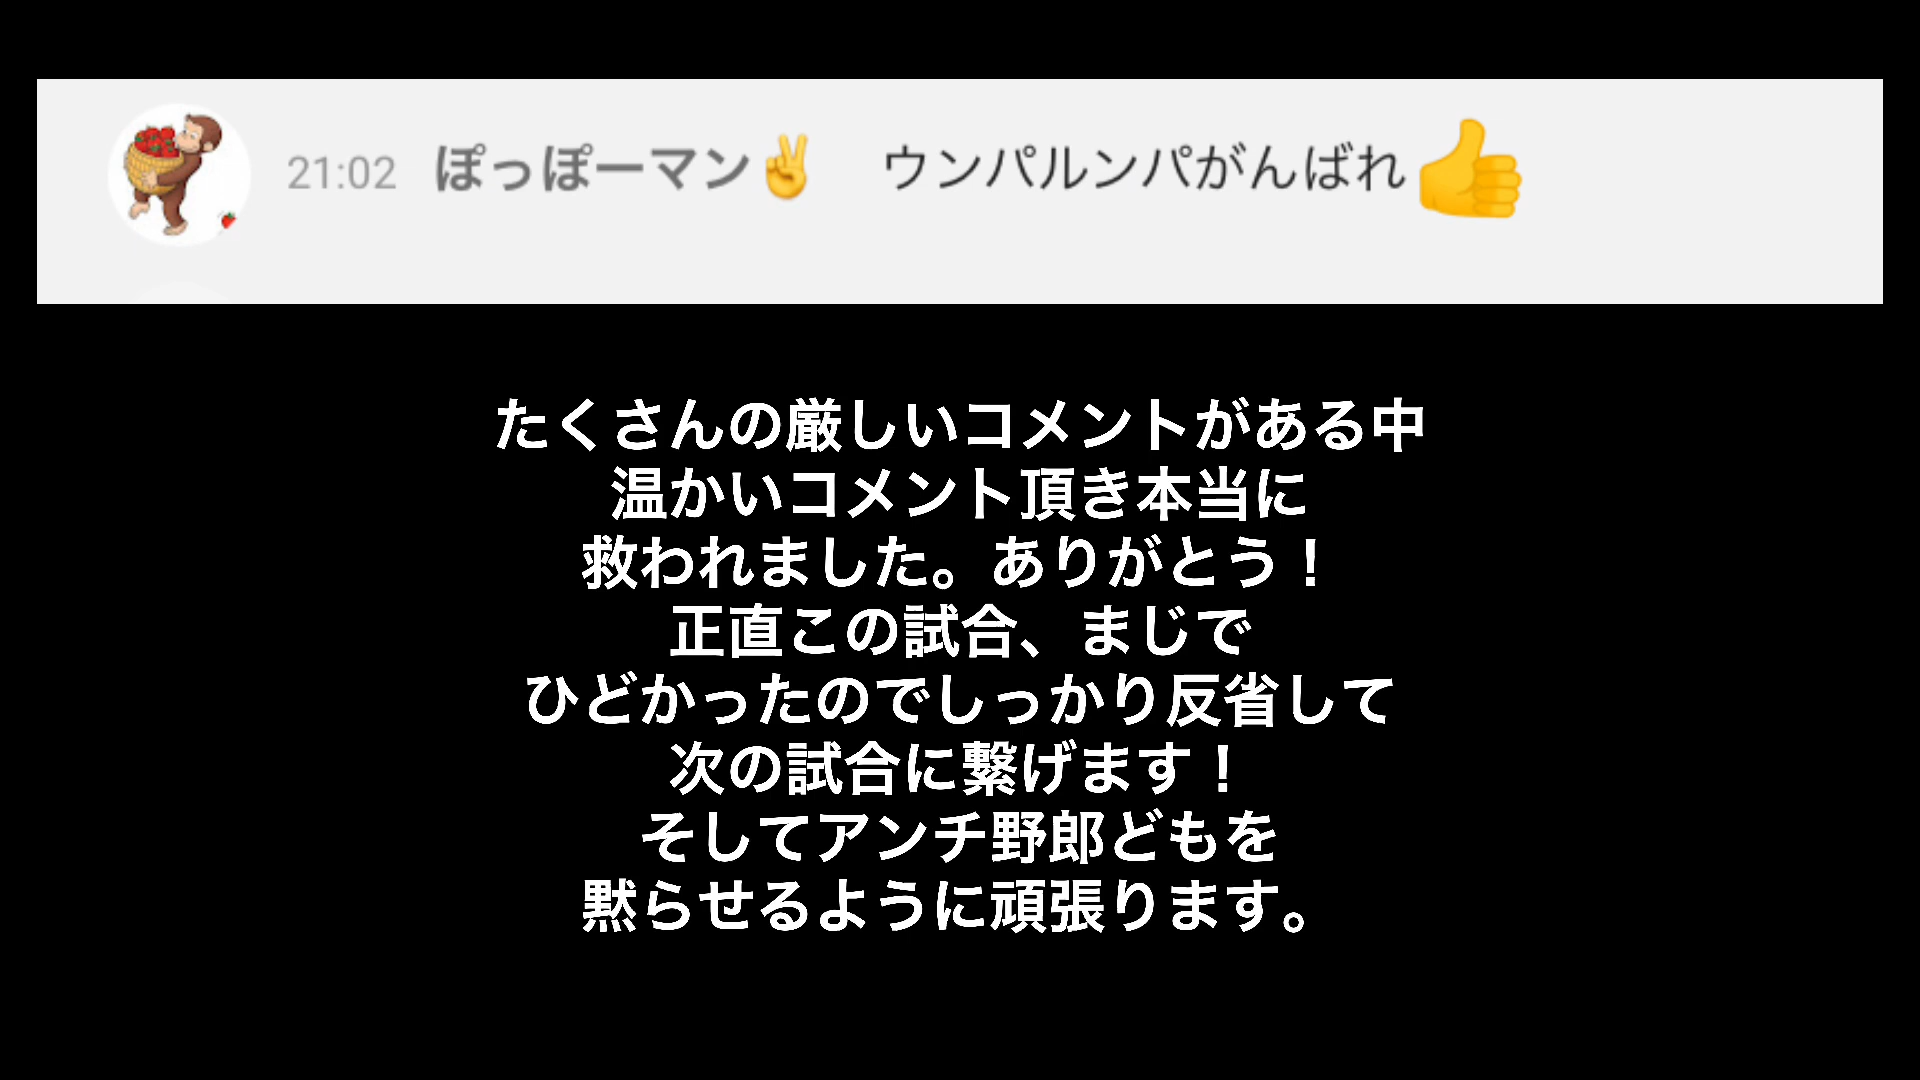 21:02 ぽっぽーマン✌ ウンパルンパがんばれ👍
たくさんの厳しいコメントがある中
温かいコメント頂き本当に
救われました。ありがとう！
正直この試合、まじで
ひどかったのでしっかり反省して
次の試合に繋げます！
そしてアンチ野郎どもを
黙らせるように頑張ります。